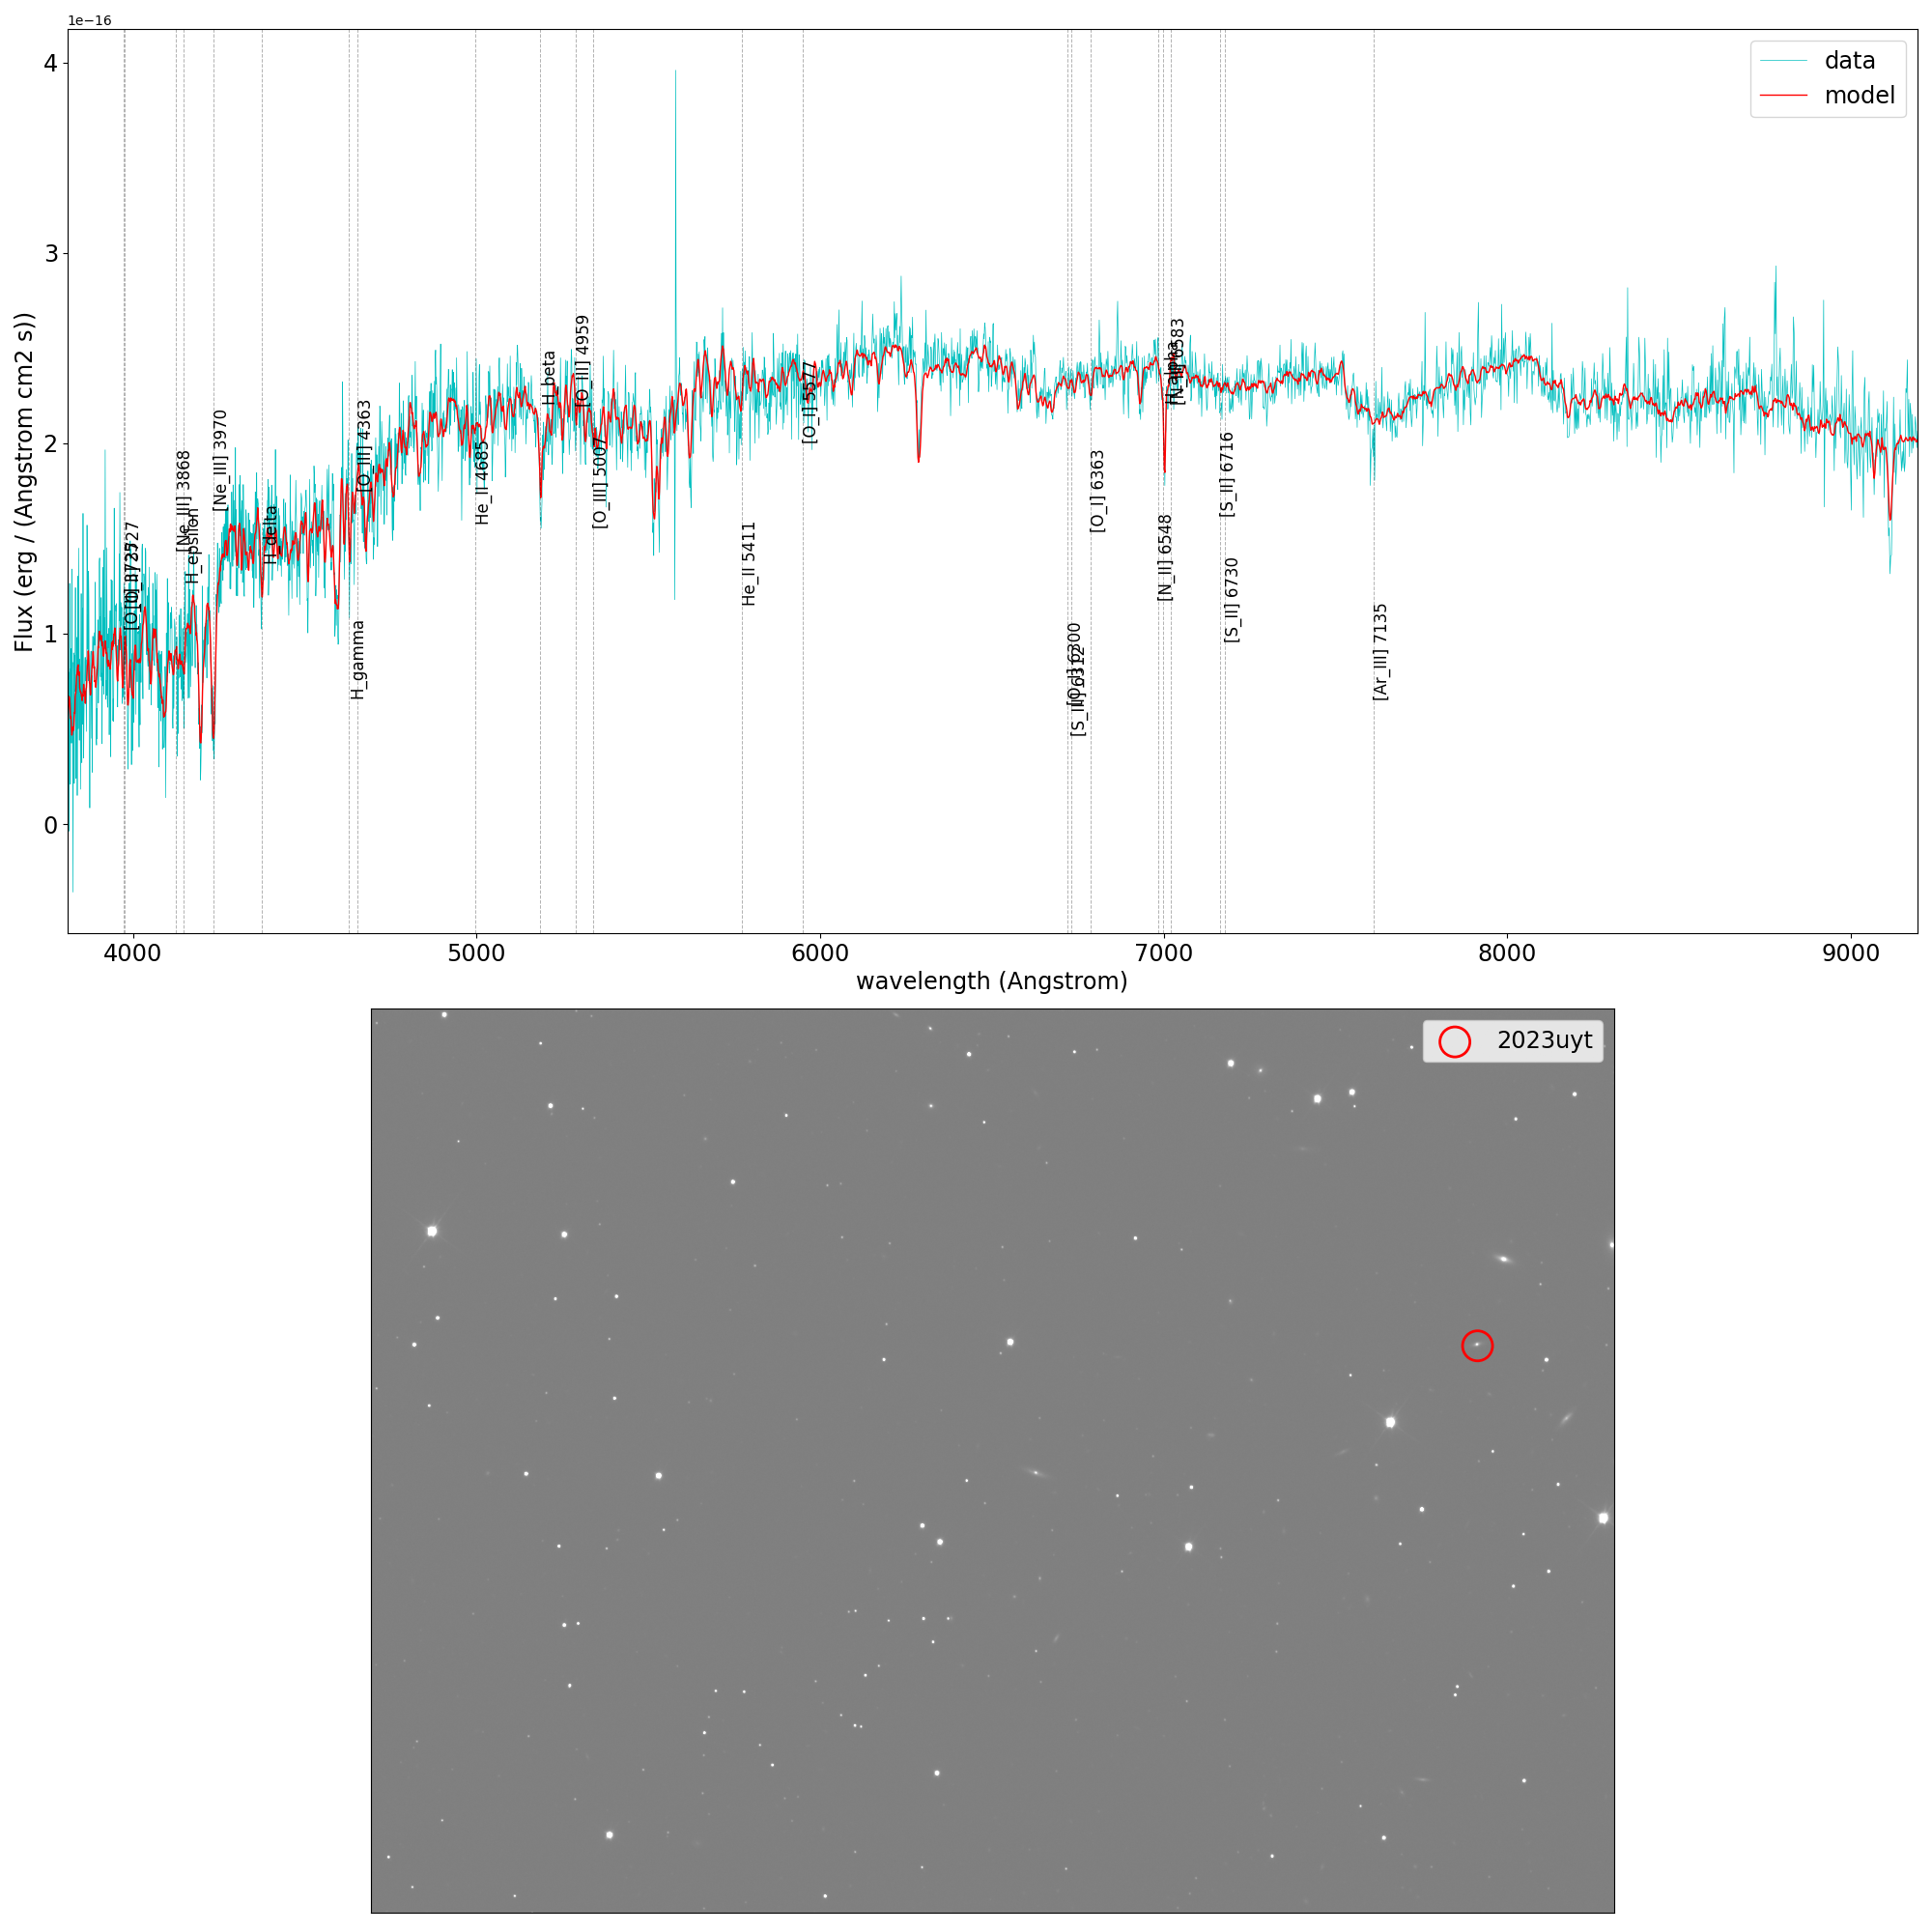 1e−16
data
model
4
3
2
1
0
Flux (erg / (Angstrom cm2 s))
[Ne_III] 3868
H_epsilon
[Ne_III] 3970
H_delta
H_gamma
[O_III] 4363
He_II 4685
H_beta
[O_III] 4959
[O_III] 5007
He_II 5411
[O_I] 5577
[S_III] 6312
[O_I] 6363
[N_II] 6548
[S_II] 6716
[S_II] 6730
[Ar_III] 7135
4000
5000
6000
7000
8000
9000
wavelength (Angstrom)
2023uyt